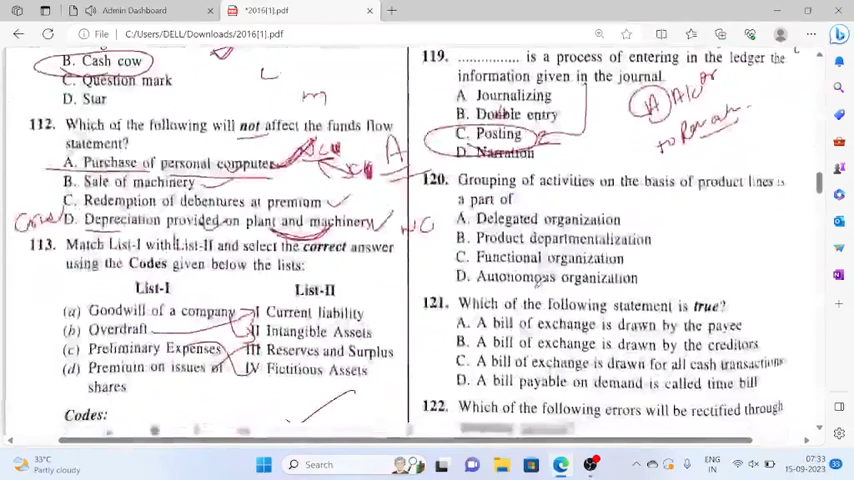 Admin Dashboard
*2016[1].pdf
File
C:/Users/DELL/Downloads/2016[1].pdf
B. Cash cow
C. Question mark
D. Star
112. Which of the following will not affect the funds flow
statement?
A. Purchase of personal computer
B. Sale of machinery
C. Redemption of debentures at premium
D. Depreciation provided on plant and machinery
113. Match List-I with List-II and select the correct answer
using the Codes given below the lists:
List-I List-II
(a) Goodwill of a company I Current liability
(b) Overdraft II Intangible Assets
(c) Preliminary Expenses III Reserves and Surplus
(d) Premium on issues of IV Fictitious Assets
shares
Codes:
m
A
NC
119. ................ is a process of entering in the ledger the
information given in the journal
A Journalizing
B. Double entry
C. Posting
D. Narration
A A/c Dr
120. Grouping of activities on the basis of product lines is
a part of
A. Delegated organization
B. Product departmentalization
C. Functional organization
D. Autonomous organization
121. Which of the following statement is true?
A. A bill of exchange is drawn by the payee
B. A bill of exchange is drawn by the creditors
C. A bill of exchange is drawn for all cash transactions
D. A bill payable on demand is called time bill
122. Which of the following errors will be rectified through
33°C
Partly cloudy
Search
ENG
IN
07:33
15-09-2023